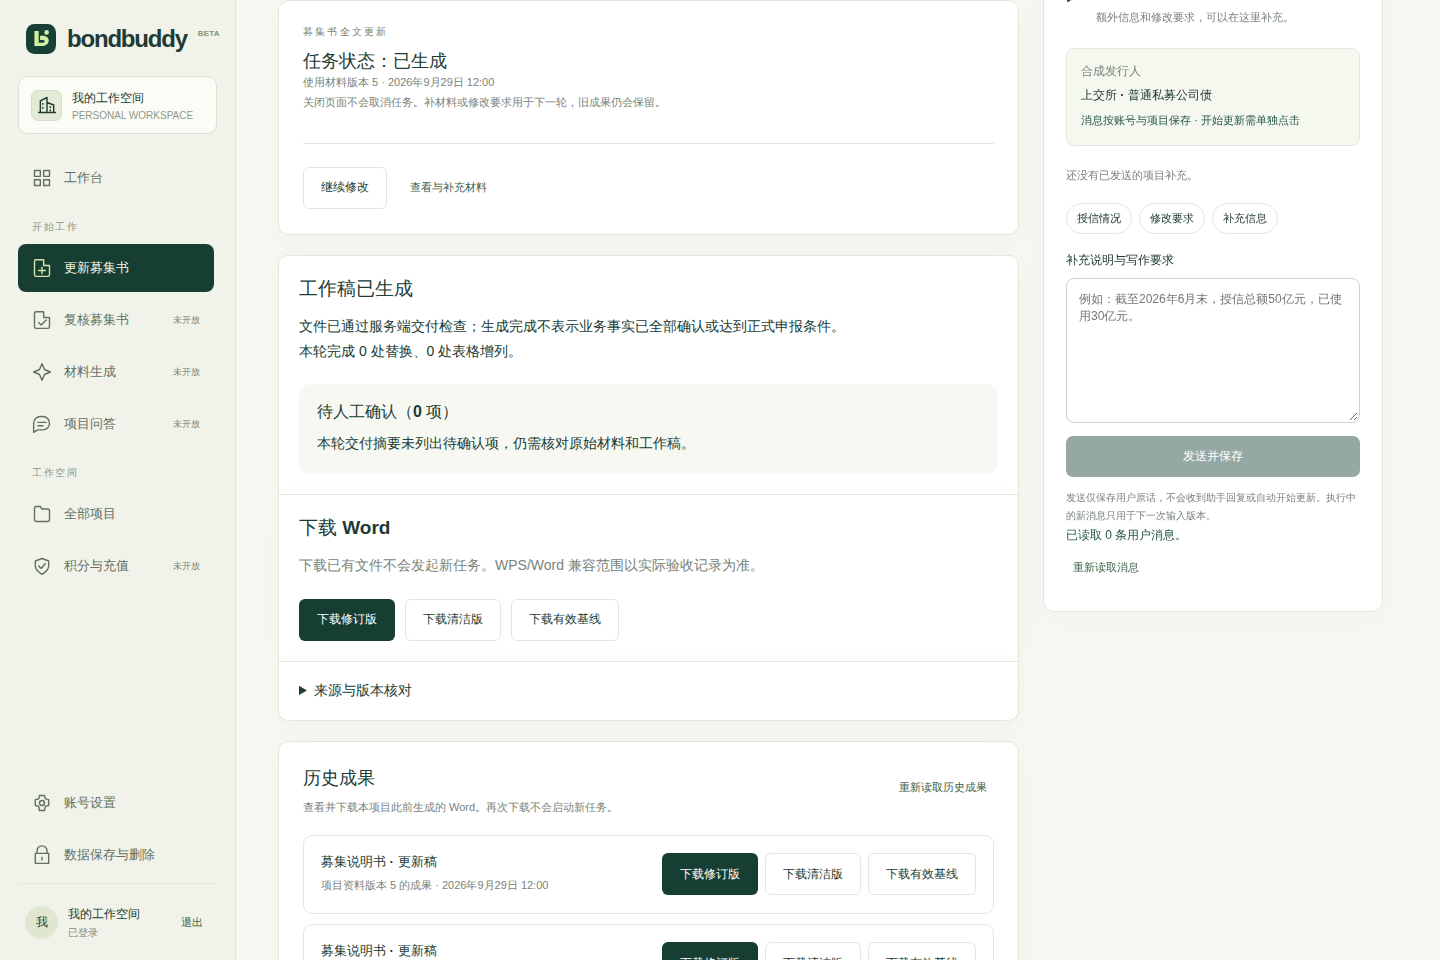 bondbuddy BETA
我的工作空间
PERSONAL WORKSPACE
工作台
开始工作
更新募集书
复核募集书 未开放
材料生成 未开放
项目问答 未开放
工作空间
全部项目
积分与充值 未开放
账号设置
数据保存与删除
我 我的工作空间
已登录
退出
募集书全文更新
任务状态：已生成
使用材料版本 5 · 2026年9月29日 12:00
关闭页面不会取消任务。补材料或修改要求用于下一轮，旧成果仍会保留。
继续修改 查看与补充材料
工作稿已生成
文件已通过服务端交付检查；生成完成不表示业务事实已全部确认或达到正式申报条件。
本轮完成 0 处替换、0 处表格增列。
待人工确认（0 项）
本轮交付摘要未列出待确认项，仍需核对原始材料和工作稿。
下载 Word
下载已有文件不会发起新任务。WPS/Word 兼容范围以实际验收记录为准。
下载修订版 下载清洁版 下载有效基线
来源与版本核对
历史成果
查看并下载本项目此前生成的 Word。再次下载不会启动新任务。
重新读取历史成果
募集说明书 · 更新稿
项目资料版本 5 的成果 · 2026年9月29日 12:00
下载修订版 下载清洁版 下载有效基线
募集说明书 · 更新稿
下载修订版 下载清洁版 下载有效基线
额外信息和修改要求，可以在这里补充。
合成发行人
上交所 · 普通私募公司债
消息按账号与项目保存 · 开始更新需单独点击
还没有已发送的项目补充。
授信情况 修改要求 补充信息
补充说明与写作要求
例如：截至2026年6月末，授信总额50亿元，已使
用30亿元。
发送并保存
发送仅保存用户原话，不会收到助手回复或自动开始更新。执行中
的新消息只用于下一次输入版本。
已读取 0 条用户消息。
重新读取消息